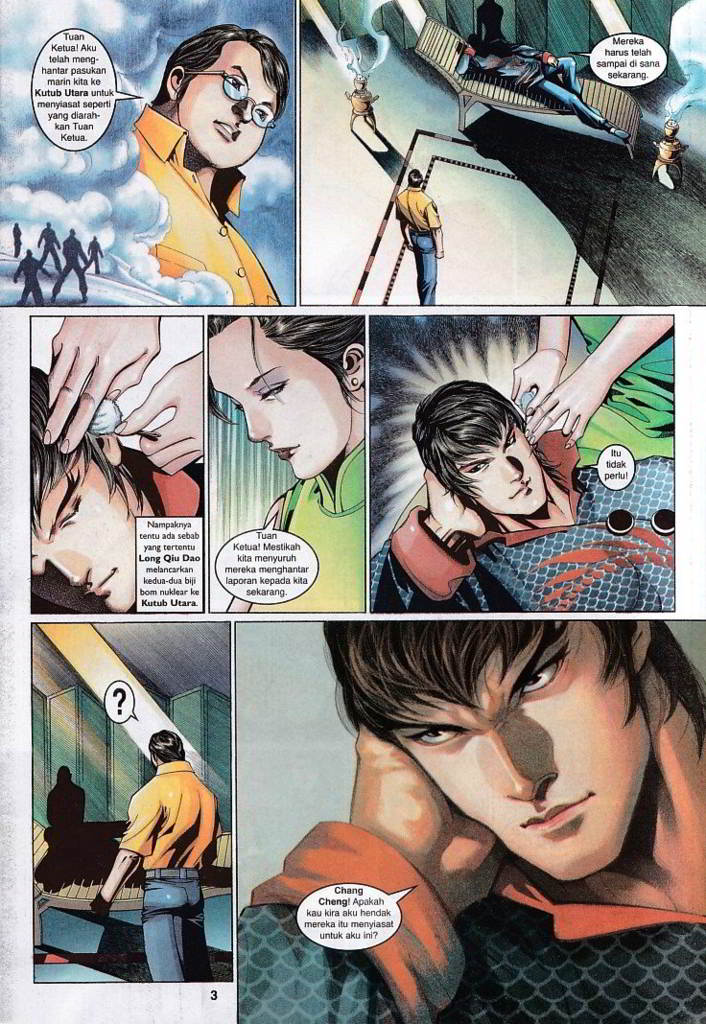 Tuan
Ketua! Aku
telah meng-
hantar pasukan
marin kita ke
Kutub Utara untuk
menyiasat seperti
yang diarah-
kan Tuan
Ketua.
Mereka
harus telah
sampai di sana
sekarang.
Nampaknya
tentu ada sebab
yang tertentu
Long Qiu Dao
melancarkan
kedua-dua biji
bom nuklear ke
Kutub Utara.
Tuan
Ketua! Mestikah
kita menyuruh
mereka menghantar
laporan kepada kita
sekarang.
Itu
tidak
perlu!
?
Chang
Cheng! Apakah
kau kira aku hendak
mereka itu menyiasat
untuk aku ini?
3